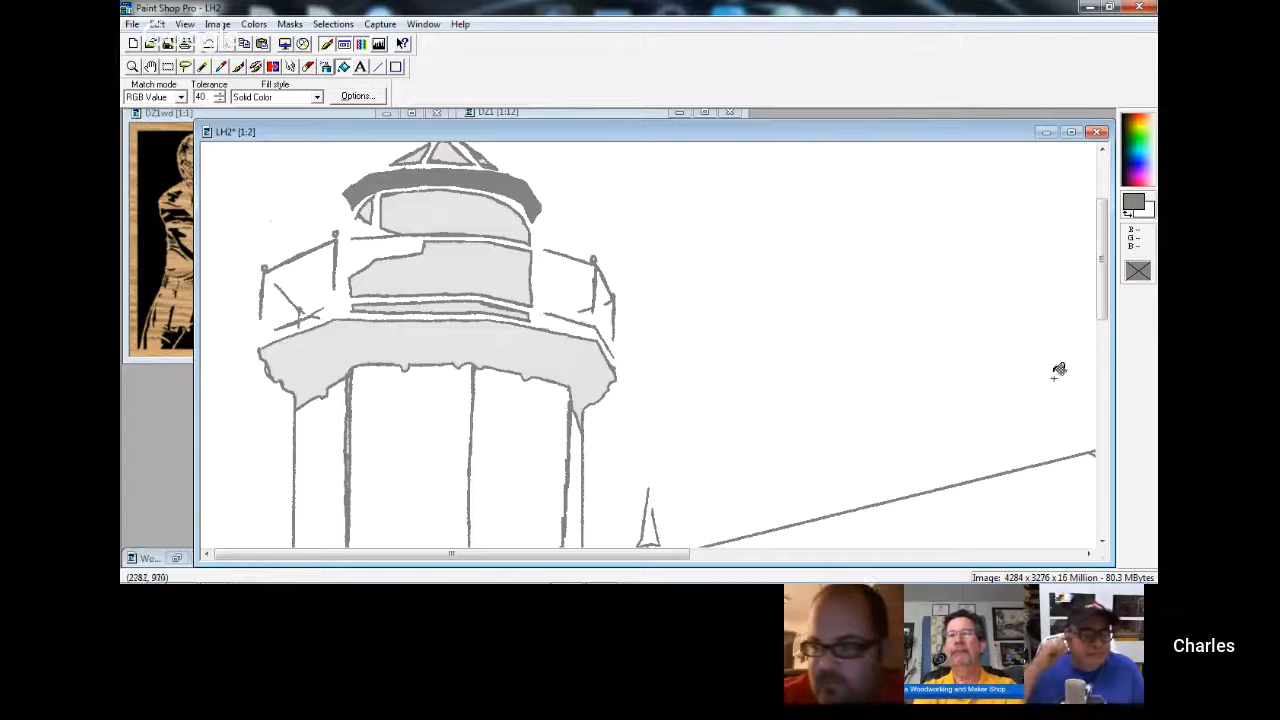 Paint Shop Pro - LH2
File Edit View Image Colors Masks Selections Capture Window Help
Match mode Tolerance Fill style
RGB Value 40 Solid Color Options...
DZ1wd [1:1] DZ1 [1:12]
LH2* [1:2]
R --
G --
B --
Wo...
(2282, 920) Image: 4284 x 3276 x 16 Million - 80.3 MBytes
Charles
a Woodworking and Maker Shop